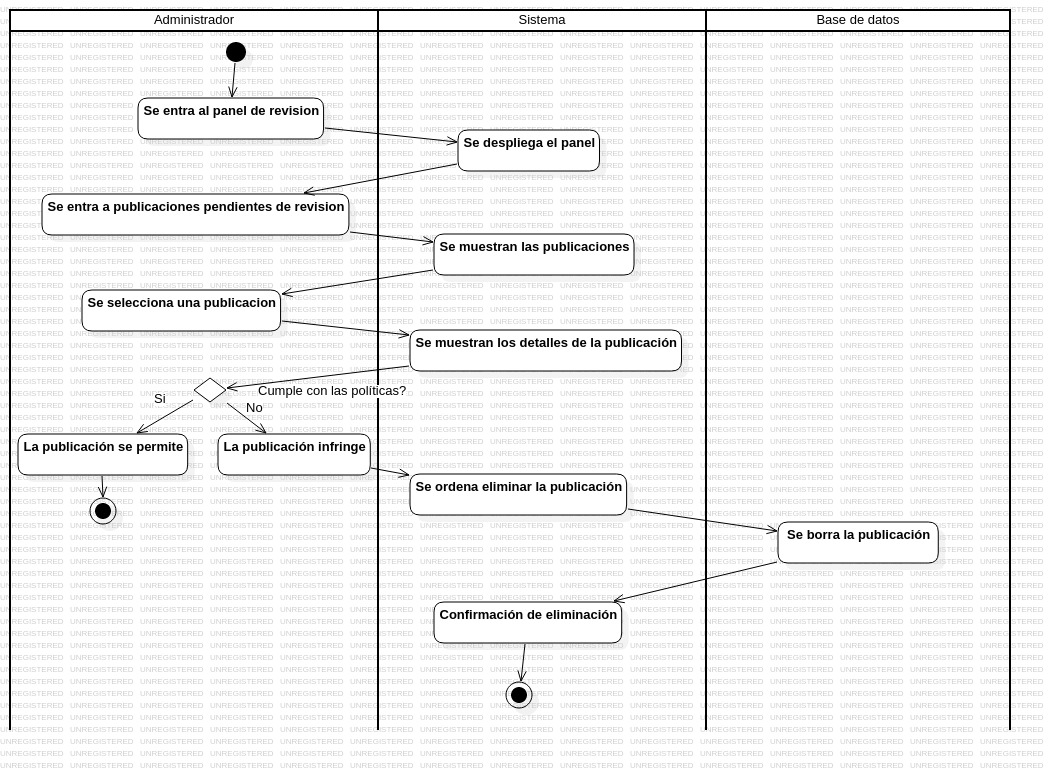 Administrador
Sistema
Base de datos
Se entra al panel de revision
Se despliega el panel
Se entra a publicaciones pendientes de revision
Se muestran las publicaciones
Se selecciona una publicacion
Se muestran los detalles de la publicación
Cumple con las políticas?
Si
No
La publicación se permite
La publicación infringe
Se ordena eliminar la publicación
Se borra la publicación
Confirmación de eliminación
UNREGISTERED